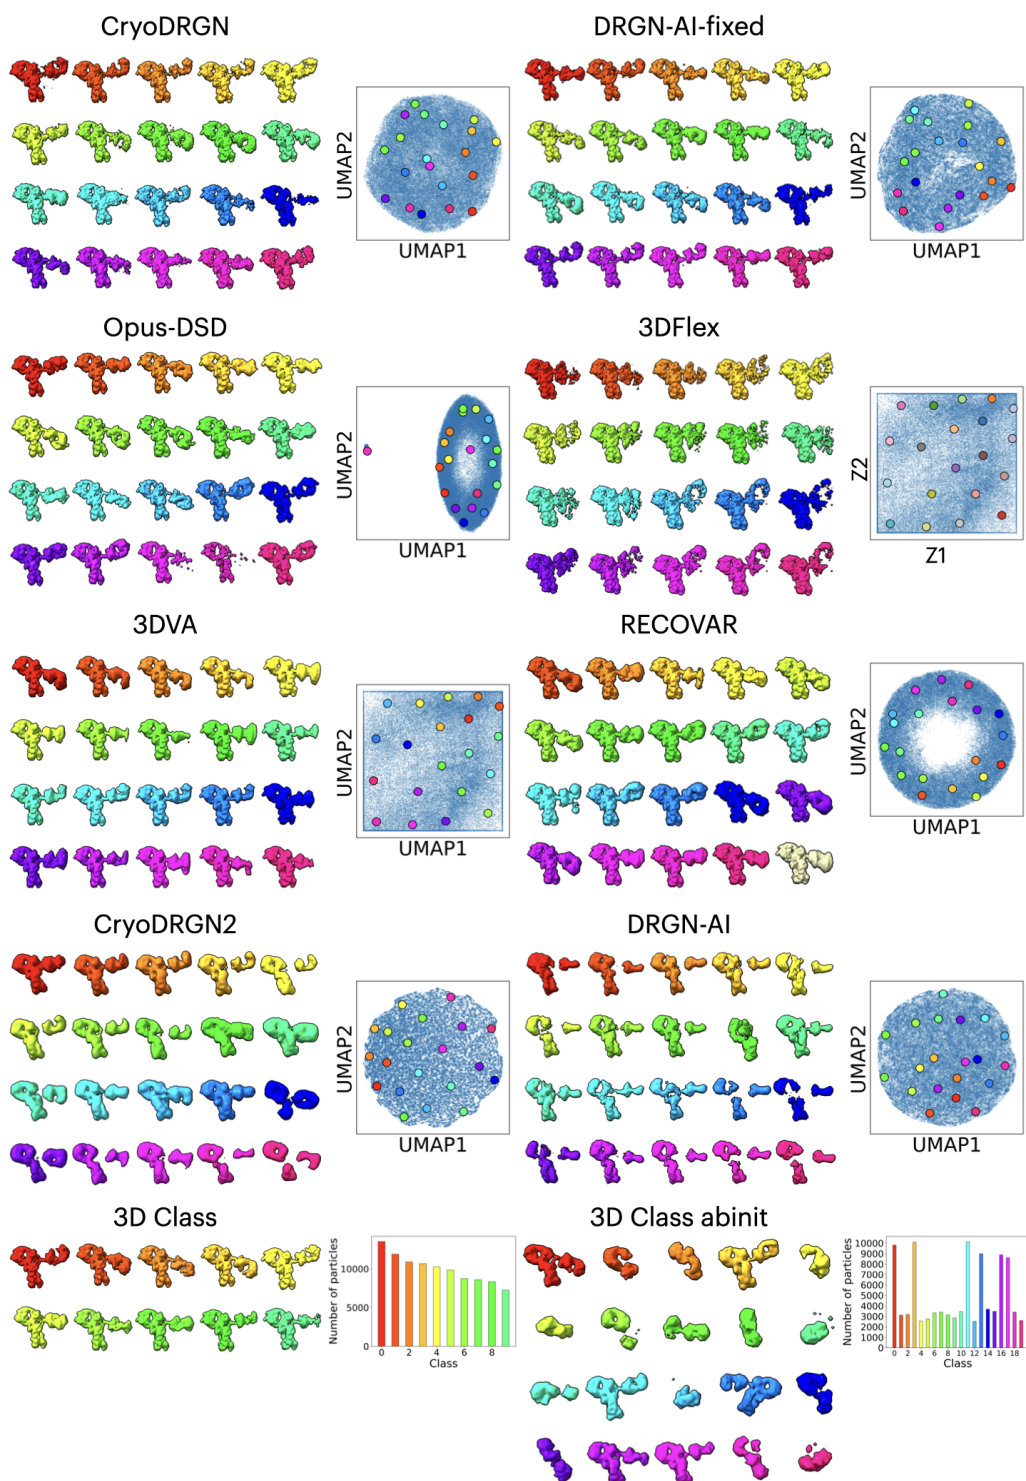 CryoDRGN
DRGN-AI-fixed
UMAP2
UMAP1
UMAP2
UMAP1
Opus-DSD
3DFlex
UMAP2
UMAP1
Z2
Z1
3DVA
RECOVAR
UMAP2
UMAP1
UMAP2
UMAP1
CryoDRGN2
DRGN-AI
UMAP2
UMAP1
UMAP2
UMAP1
3D Class
3D Class abinit
Number of particles
10000
5000
0
0 2 4 6 8
Class
Number of particles
10000
9000
8000
7000
6000
5000
4000
3000
2000
1000
0
0 2 4 6 8 10 12 14 16 18
Class